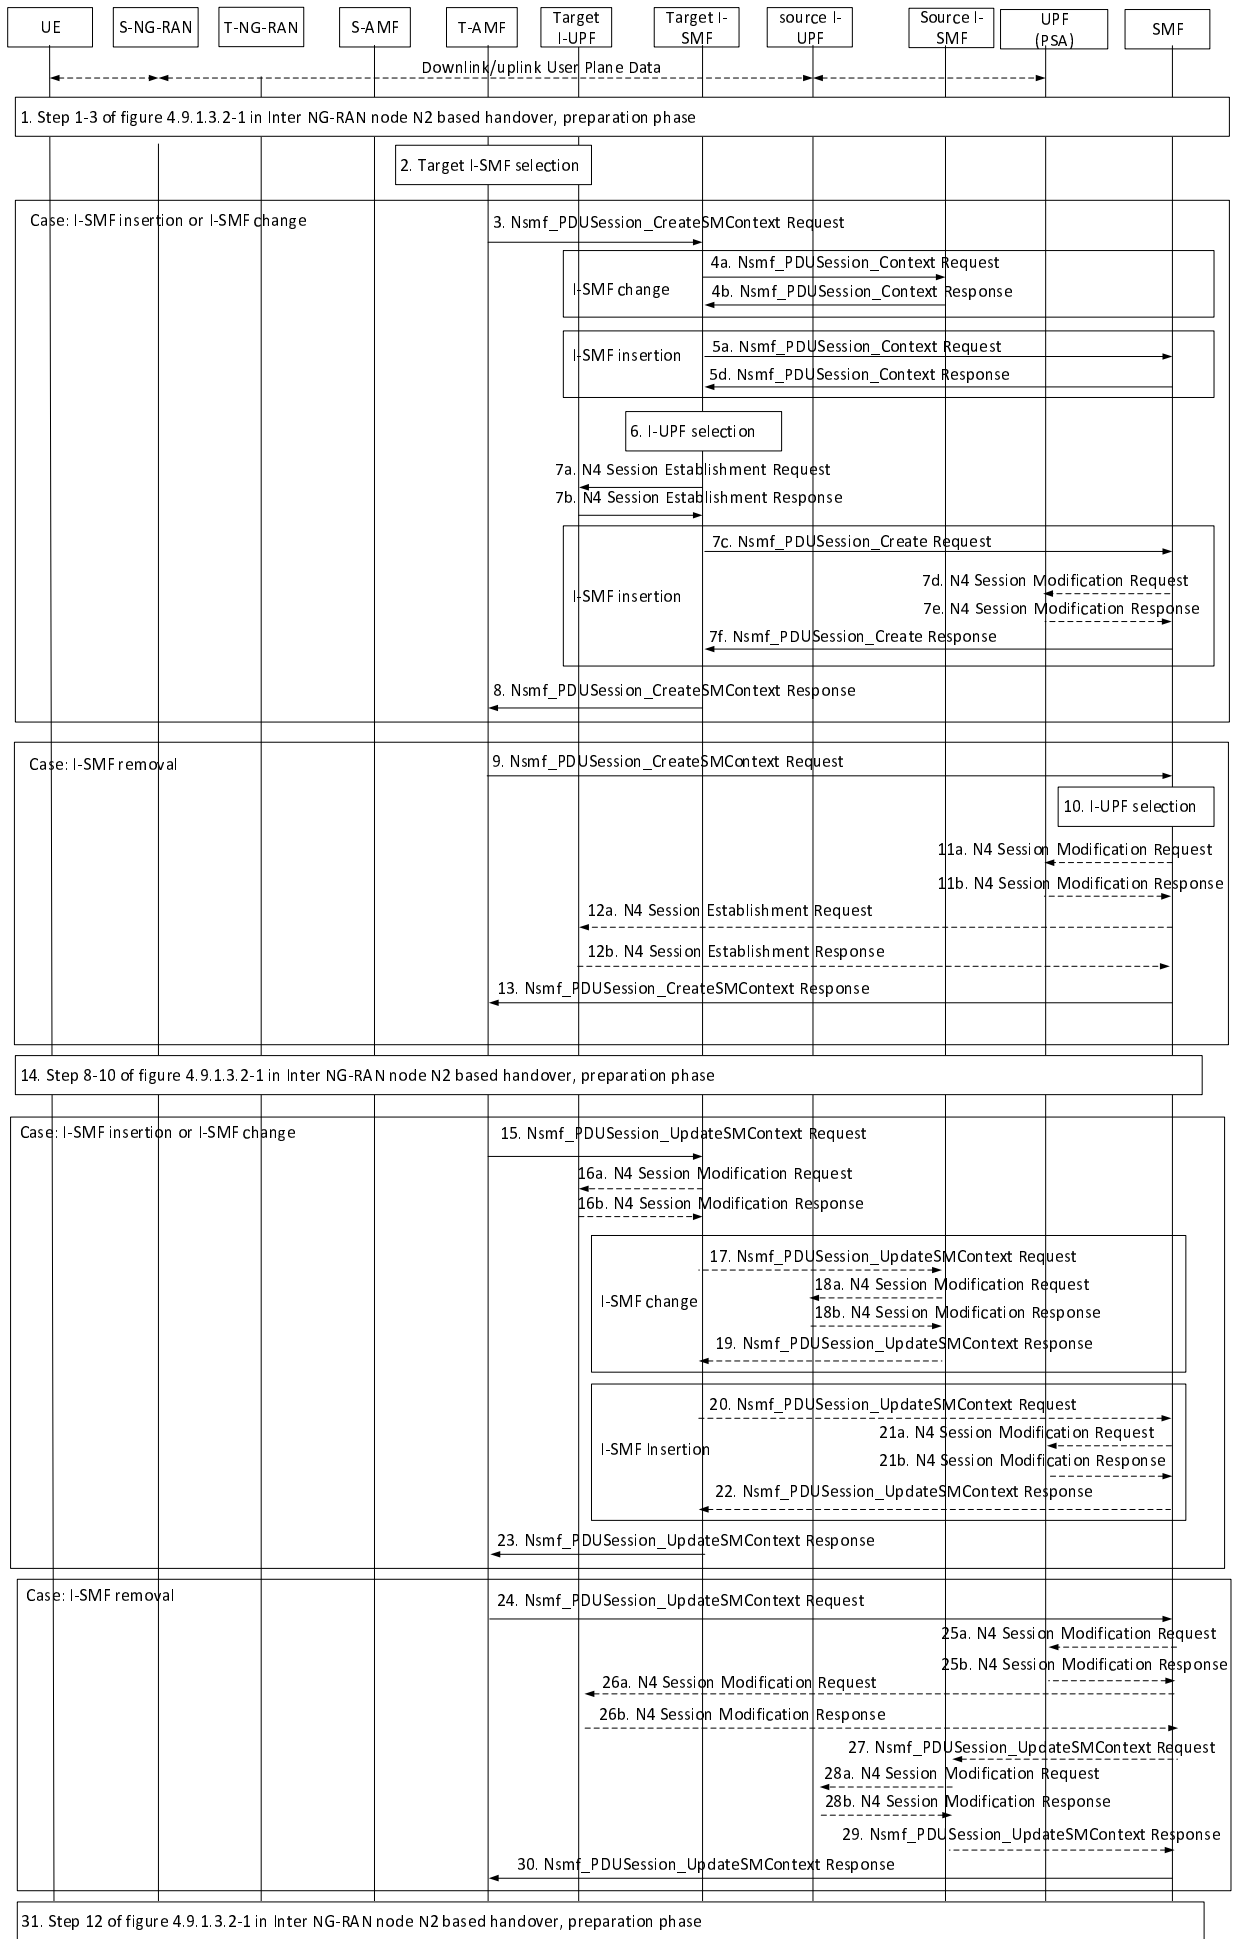 UE
S-NG-RAN
T-NG-RAN
S-AMF
T-AMF
Target
I-UPF
Target I-
SMF
source I-
UPF
Source I-
SMF
UPF
(PSA)
SMF
Downlink/uplink User Plane Data
1. Step 1-3 of figure 4.9.1.3.2-1 in Inter NG-RAN node N2 based handover, preparation phase
2. Target I-SMF selection
Case: I-SMF insertion or I-SMF change
3. Nsmf_PDUSession_CreateSMContext Request
4a. Nsmf_PDUSession_Context Request
I-SMF change
4b. Nsmf_PDUSession_Context Response
5a. Nsmf_PDUSession_Context Request
I-SMF insertion
5d. Nsmf_PDUSession_Context Response
6. I-UPF selection
7a. N4 Session Establishment Request
7b. N4 Session Establishment Response
7c. Nsmf_PDUSession_Create Request
7d. N4 Session Modification Request
I-SMF insertion
7e. N4 Session Modification Response
7f. Nsmf_PDUSession_Create Response
8. Nsmf_PDUSession_CreateSMContext Response
Case: I-SMF removal
9. Nsmf_PDUSession_CreateSMContext Request
10. I-UPF selection
11a. N4 Session Modification Request
11b. N4 Session Modification Response
12a. N4 Session Establishment Request
12b. N4 Session Establishment Response
13. Nsmf_PDUSession_CreateSMContext Response
14. Step 8-10 of figure 4.9.1.3.2-1 in Inter NG-RAN node N2 based handover, preparation phase
Case: I-SMF insertion or I-SMF change
15. Nsmf_PDUSession_UpdateSMContext Request
16a. N4 Session Modification Request
16b. N4 Session Modification Response
17. Nsmf_PDUSession_UpdateSMContext Request
18a. N4 Session Modification Request
I-SMF change
18b. N4 Session Modification Response
19. Nsmf_PDUSession_UpdateSMContext Response
20. Nsmf_PDUSession_UpdateSMContext Request
21a. N4 Session Modification Request
I-SMF Insertion
21b. N4 Session Modification Response
22. Nsmf_PDUSession_UpdateSMContext Response
23. Nsmf_PDUSession_UpdateSMContext Response
Case: I-SMF removal
24. Nsmf_PDUSession_UpdateSMContext Request
25a. N4 Session Modification Request
25b. N4 Session Modification Response
26a. N4 Session Modification Request
26b. N4 Session Modification Response
27. Nsmf_PDUSession_UpdateSMContext Request
28a. N4 Session Modification Request
28b. N4 Session Modification Response
29. Nsmf_PDUSession_UpdateSMContext Response
30. Nsmf_PDUSession_UpdateSMContext Response
31. Step 12 of figure 4.9.1.3.2-1 in Inter NG-RAN node N2 based handover, preparation phase